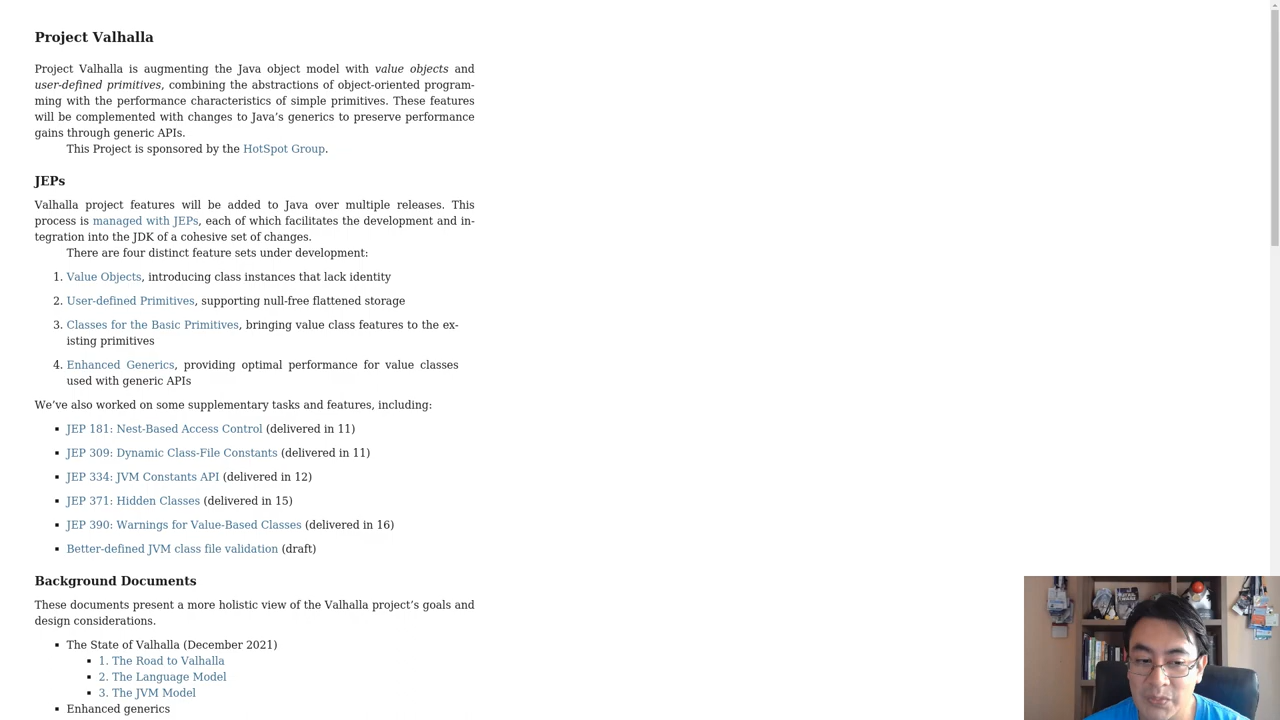 Project Valhalla
Project Valhalla is augmenting the Java object model with value objects and
user-defined primitives, combining the abstractions of object-oriented program-
ming with the performance characteristics of simple primitives. These features
will be complemented with changes to Java’s generics to preserve performance
gains through generic APIs.
This Project is sponsored by the HotSpot Group.
JEPs
Valhalla project features will be added to Java over multiple releases. This
process is managed with JEPs, each of which facilitates the development and in-
tegration into the JDK of a cohesive set of changes.
There are four distinct feature sets under development:
1. Value Objects, introducing class instances that lack identity
2. User-defined Primitives, supporting null-free flattened storage
3. Classes for the Basic Primitives, bringing value class features to the ex-
isting primitives
4. Enhanced Generics, providing optimal performance for value classes
used with generic APIs
We’ve also worked on some supplementary tasks and features, including:
▪ JEP 181: Nest-Based Access Control (delivered in 11)
▪ JEP 309: Dynamic Class-File Constants (delivered in 11)
▪ JEP 334: JVM Constants API (delivered in 12)
▪ JEP 371: Hidden Classes (delivered in 15)
▪ JEP 390: Warnings for Value-Based Classes (delivered in 16)
▪ Better-defined JVM class file validation (draft)
Background Documents
These documents present a more holistic view of the Valhalla project’s goals and
design considerations.
▪ The State of Valhalla (December 2021)
▪ 1. The Road to Valhalla
▪ 2. The Language Model
▪ 3. The JVM Model
▪ Enhanced generics